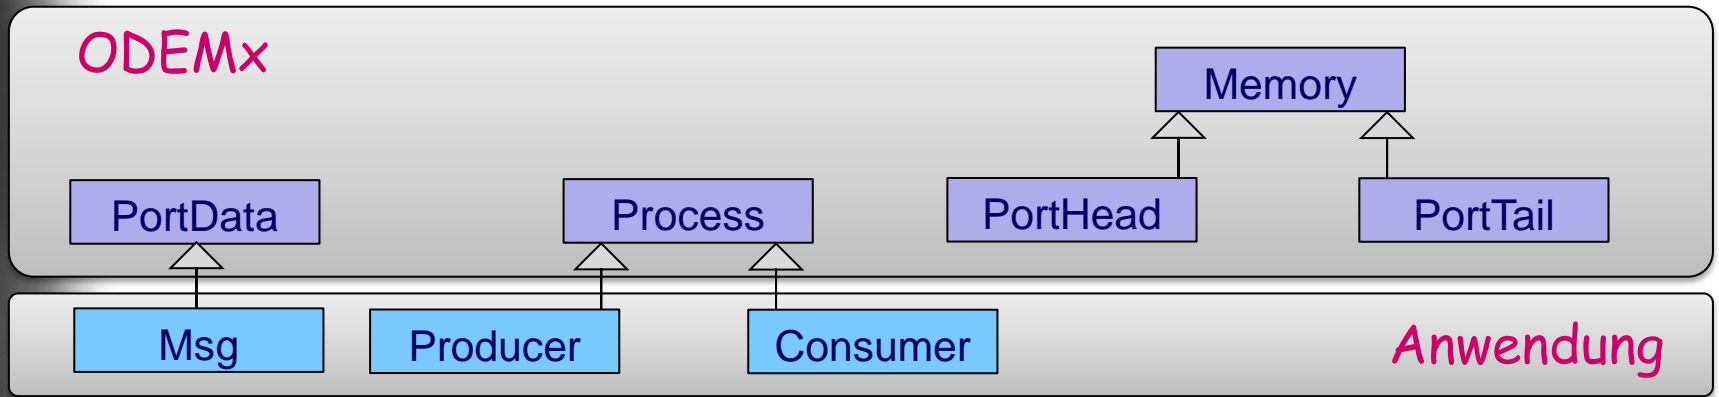 ODEMx
Memory
PortData
Process
PortHead
PortTail
Msg
Producer
Consumer
Anwendung